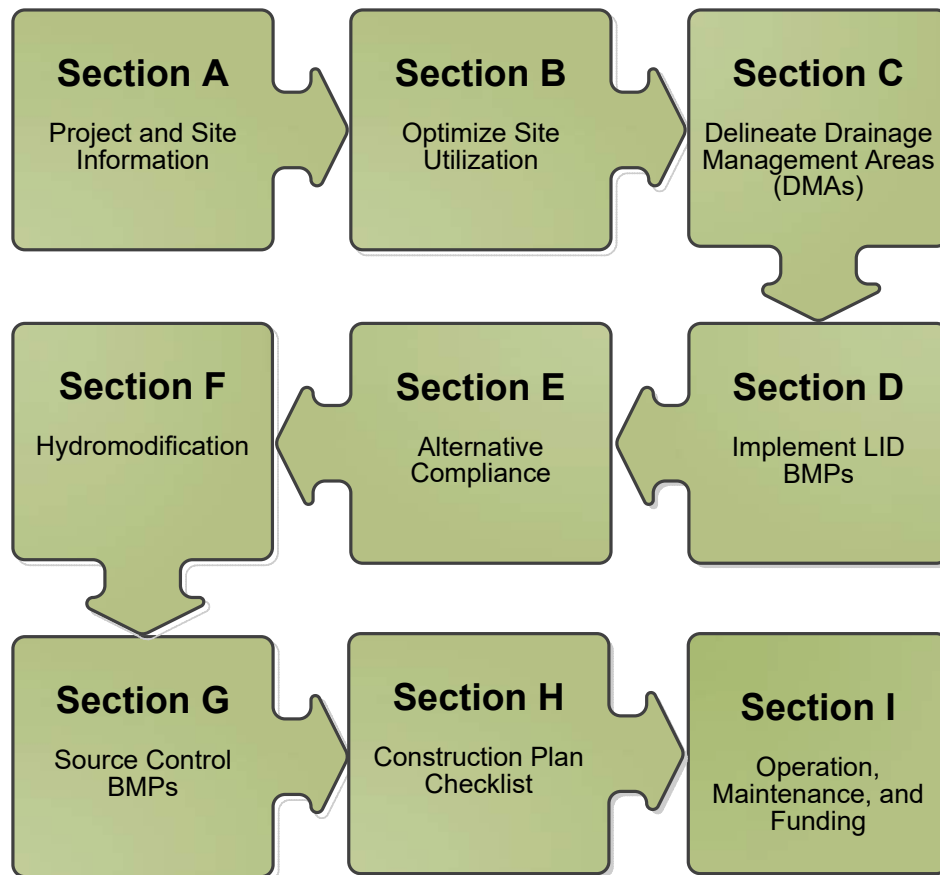 Section A
Project and Site
Information
Section B
Optimize Site
Utilization
Section C
Delineate Drainage
Management Areas
(DMAs)
Section D
Implement LID
BMPs
Section E
Alternative
Compliance
Section F
Hydromodification
Section G
Source Control
BMPs
Section H
Construction Plan
Checklist
Section I
Operation,
Maintenance, and
Funding